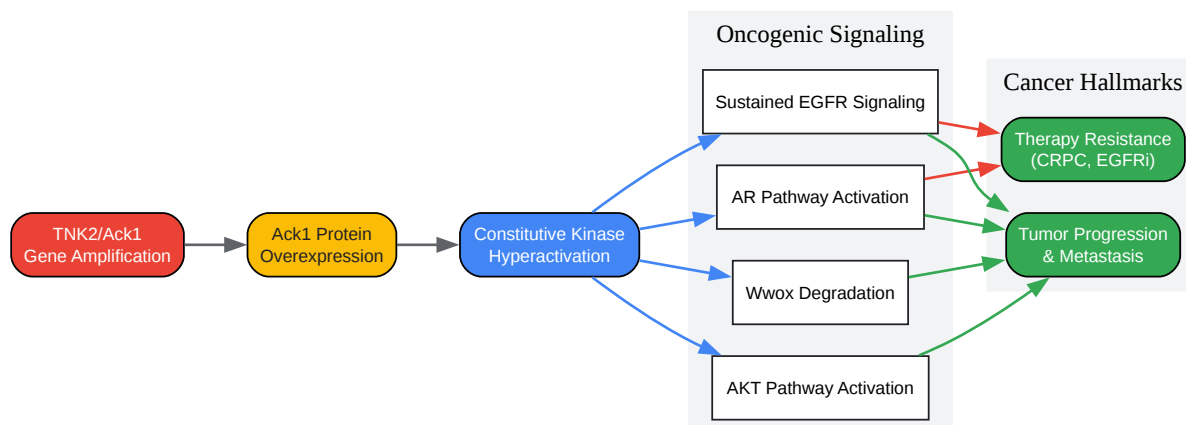 TNK2/Ack1
Gene Amplification
Ack1 Protein
Overexpression
Constitutive Kinase
Hyperactivation
Oncogenic Signaling
Sustained EGFR Signaling
AR Pathway Activation
Wwox Degradation
AKT Pathway Activation
Cancer Hallmarks
Therapy Resistance
(CRPC, EGFRi)
Tumor Progression
& Metastasis